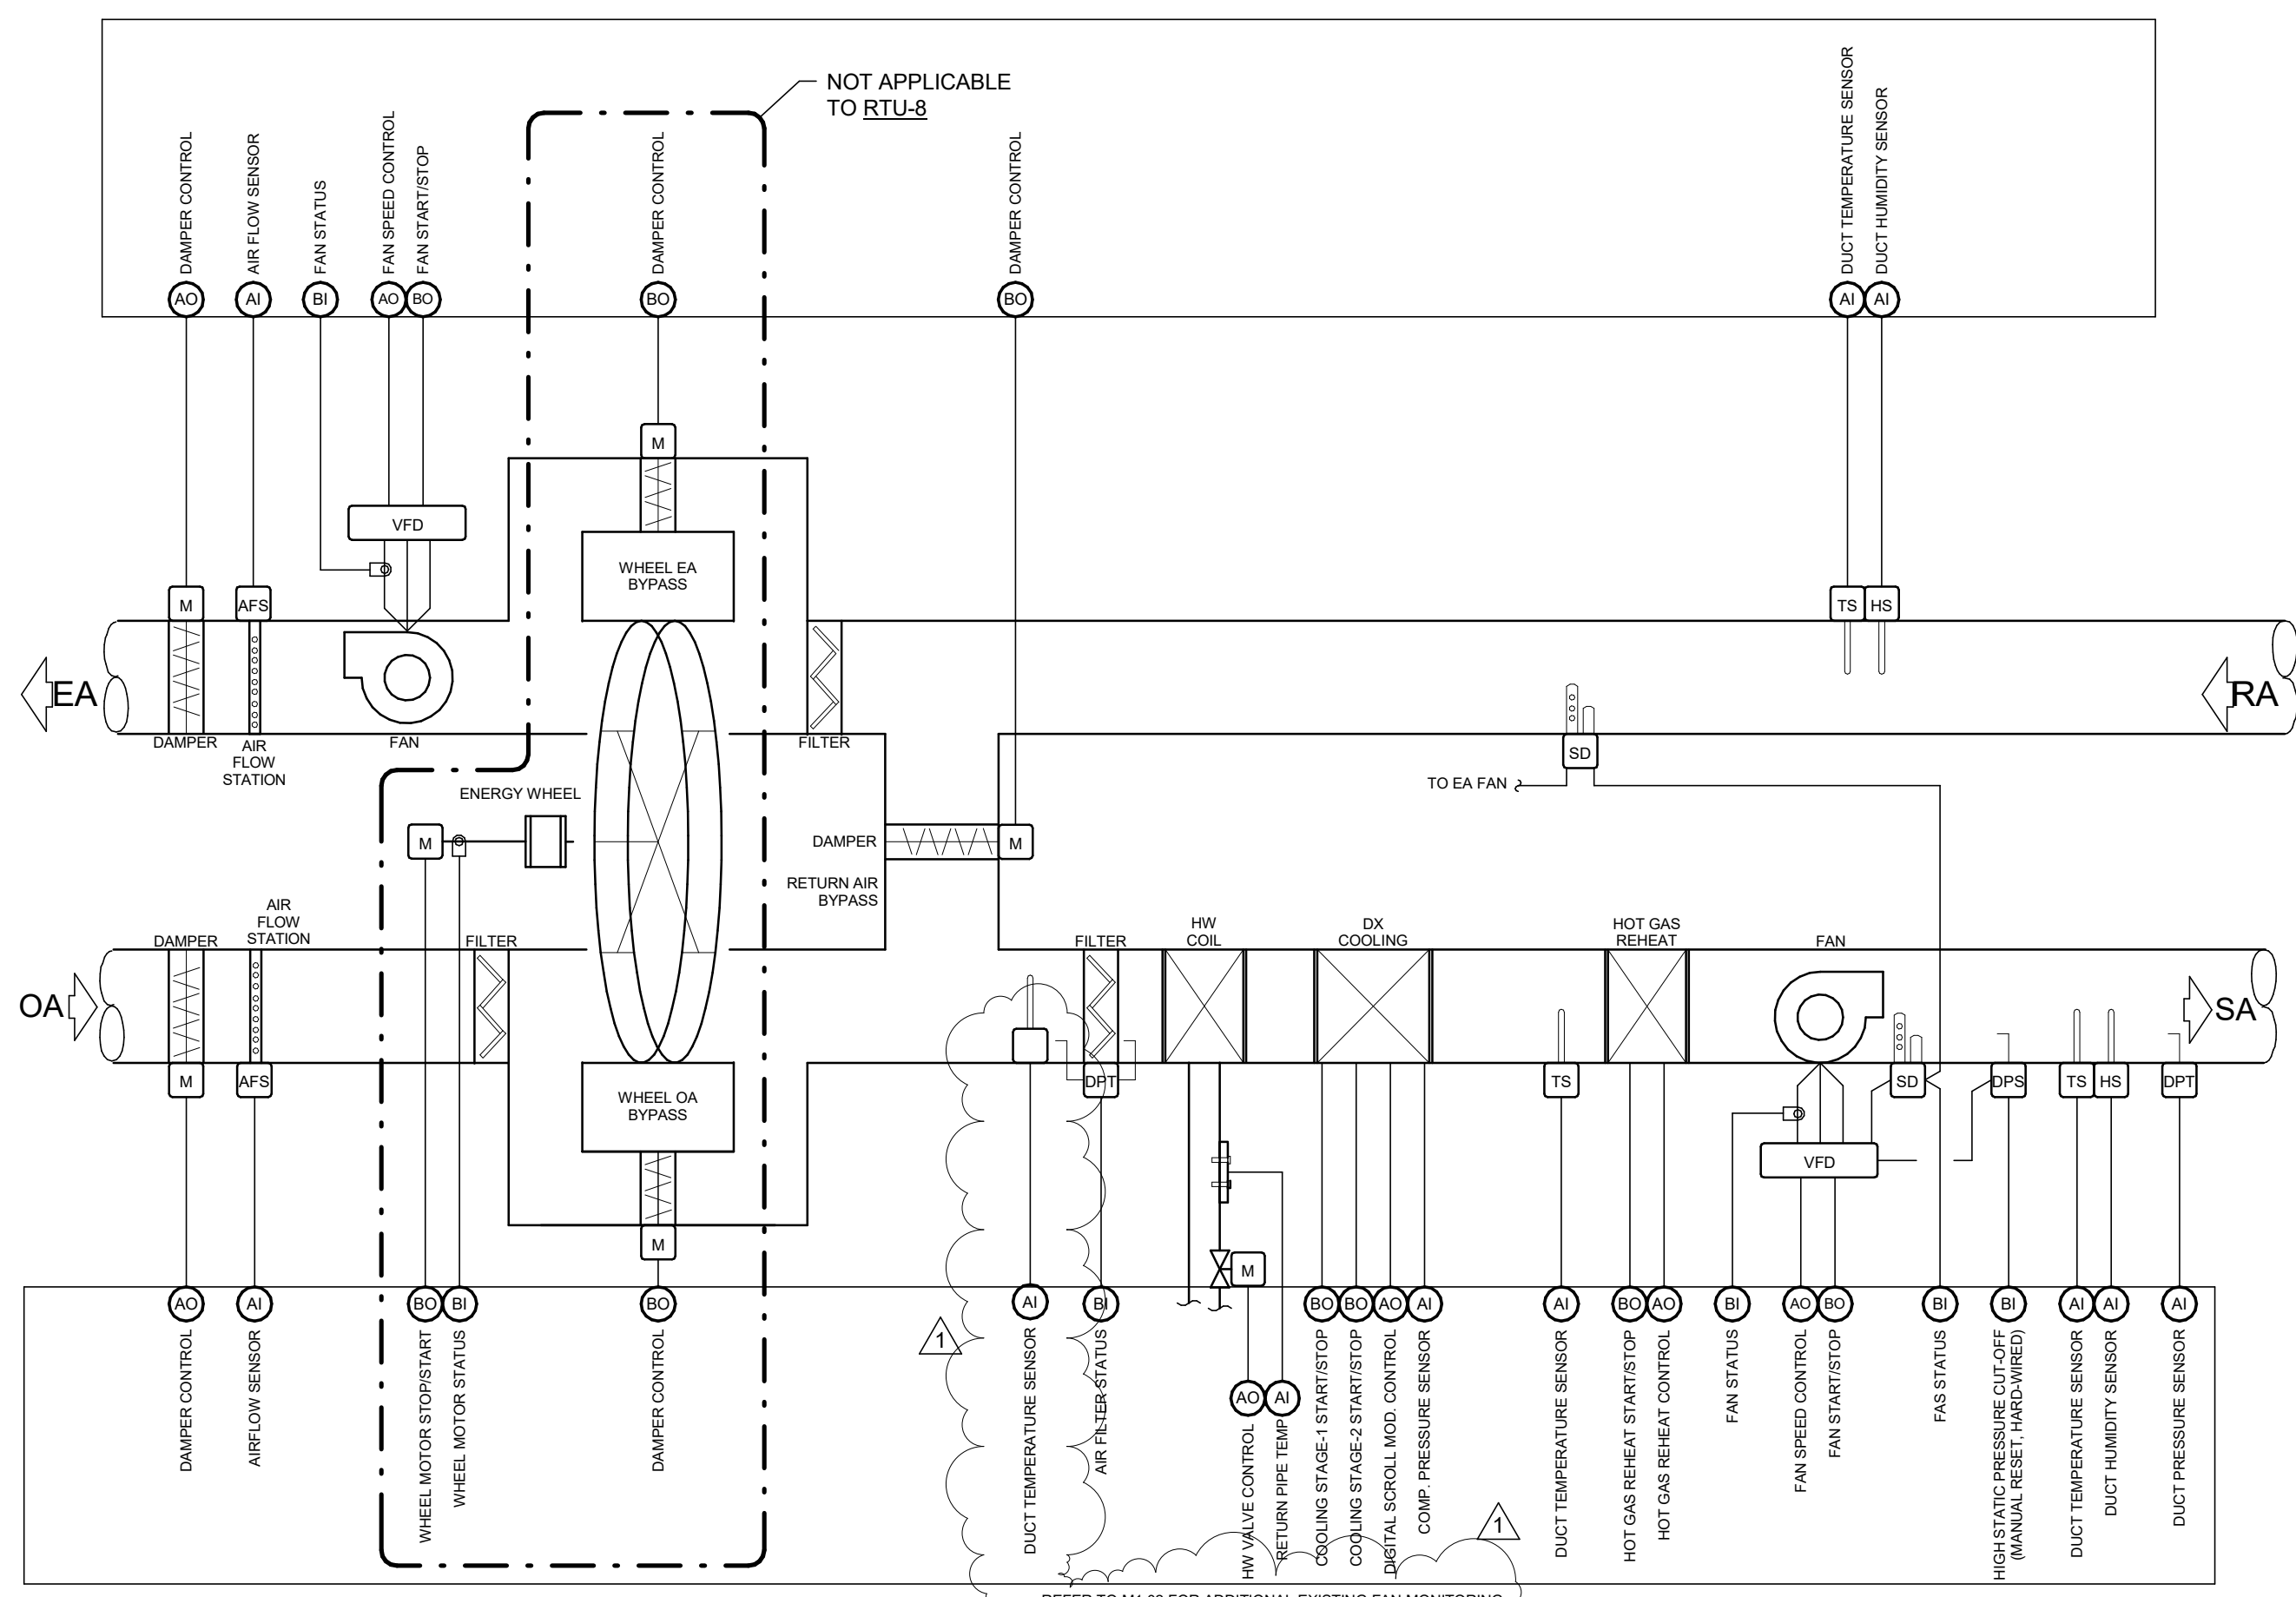 NOT APPLICABLE
TO RTU-8
DAMPER CONTROL
AIR FLOW SENSOR
FAN STATUS
FAN SPEED CONTROL
FAN START/STOP
DAMPER CONTROL
DAMPER CONTROL
DUCT TEMPERATURE SENSOR
DUCT HUMIDITY SENSOR
AO
AI
BI
AO
BO
BO
BO
AI
AI
M
VFD
WHEEL EA
BYPASS
M
AFS
TS
HS
EA
RA
DAMPER
AIR
FLOW
STATION
FAN
FILTER
SD
TO EA FAN
ENERGY WHEEL
M
DAMPER
M
RETURN AIR
BYPASS
AIR
FLOW
STATION
DAMPER
FILTER
FILTER
HW
COIL
DX
COOLING
HOT GAS
REHEAT
FAN
OA
SA
M
AFS
WHEEL OA
BYPASS
DPT
TS
SD
DPS
TS
HS
DPT
VFD
M
M
AO
AI
BO
BI
BO
AI
BI
BO
BO
AO
AI
AI
BO
AO
BI
AO
BO
BI
BI
AI
AI
AI
1
AO
AI
DAMPER CONTROL
AIRFLOW SENSOR
WHEEL MOTOR STOP/START
WHEEL MOTOR STATUS
DAMPER CONTROL
DUCT TEMPERATURE SENSOR
AIR FILTER STATUS
HW VALVE CONTROL
RETURN PIPE TEMP
COOLING STAGE-1 START/STOP
COOLING STAGE-2 START/STOP
DIGITAL SCROLL MOD. CONTROL
COMP. PRESSURE SENSOR
1
DUCT TEMPERATURE SENSOR
HOT GAS REHEAT START/STOP
HOT GAS REHEAT CONTROL
FAN STATUS
FAN SPEED CONTROL
FAN START/STOP
FAS STATUS
HIGH STATIC PRESSURE CUT-OFF
(MANUAL RESET, HARD-WIRED)
DUCT TEMPERATURE SENSOR
DUCT HUMIDITY SENSOR
DUCT PRESSURE SENSOR